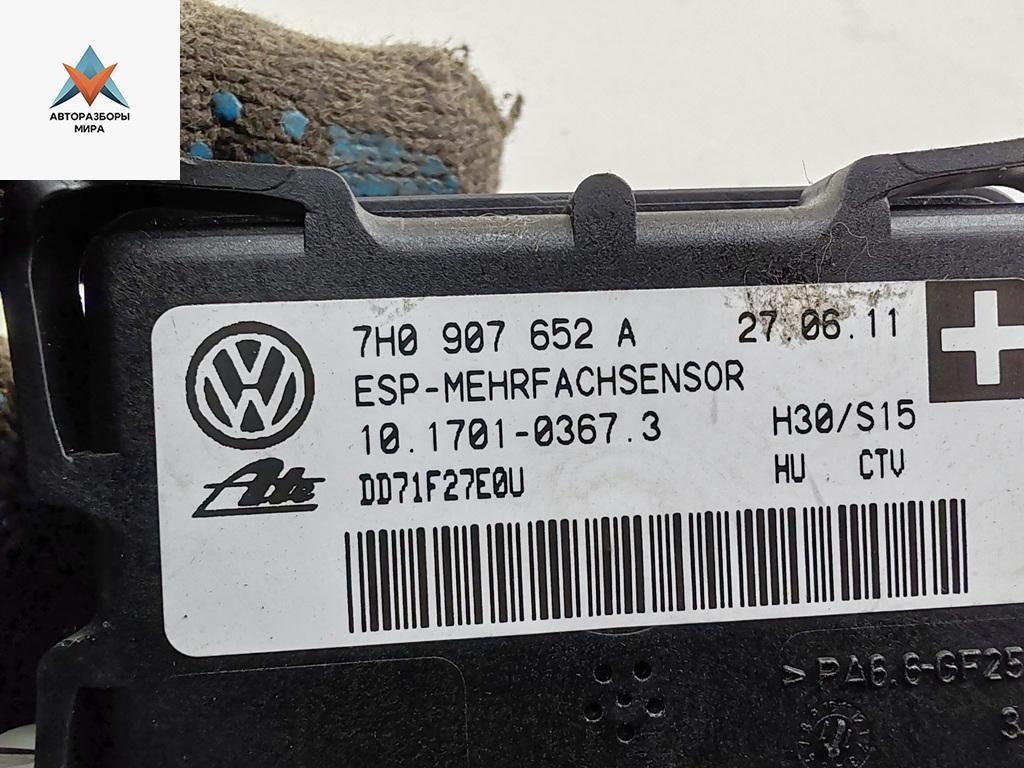 АВТОРАЗБОРЫ
МИРА
7H0 907 652 A 27.06.11
ESP-MEHRFACHSENSOR
10.1701-0367.3 H30/S15
Ate DD71F27E0U HU CTV
>PA6.6-GF25